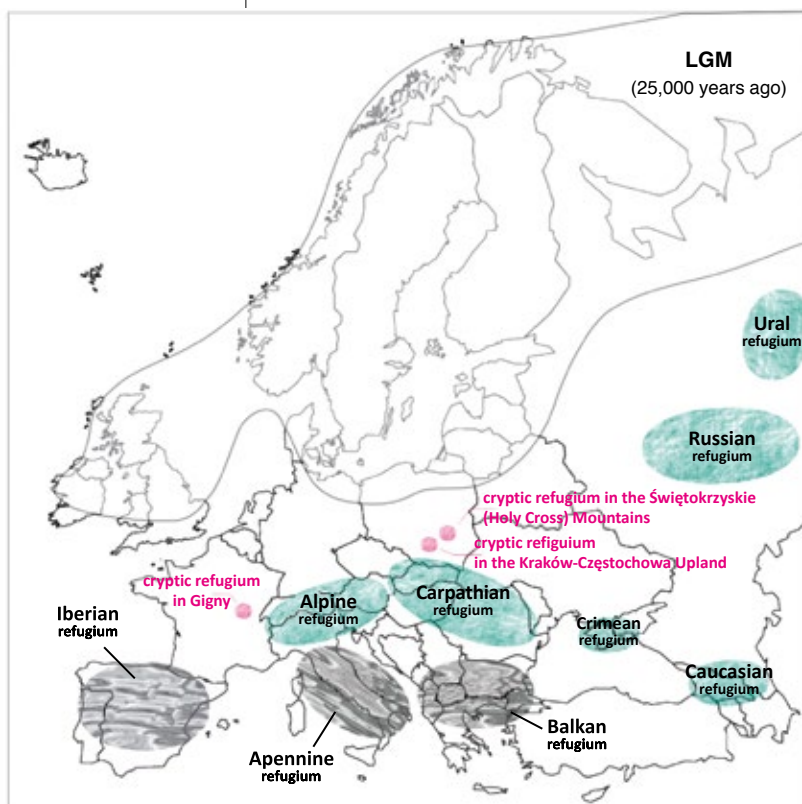 LGM
(25,000 years ago)
Ural
refugium
Russian
refugium
cryptic refugium in the Świętokrzyskie
(Holy Cross) Mountains
cryptic refiguium
in the Kraków-Częstochowa Upland
cryptic refugium
in Gigny
Alpine
refugium
Carpathian
refugium
Iberian
refugium
Crimean
refugium
Caucasian
refugium
Balkan
refugium
Apennine
refugium